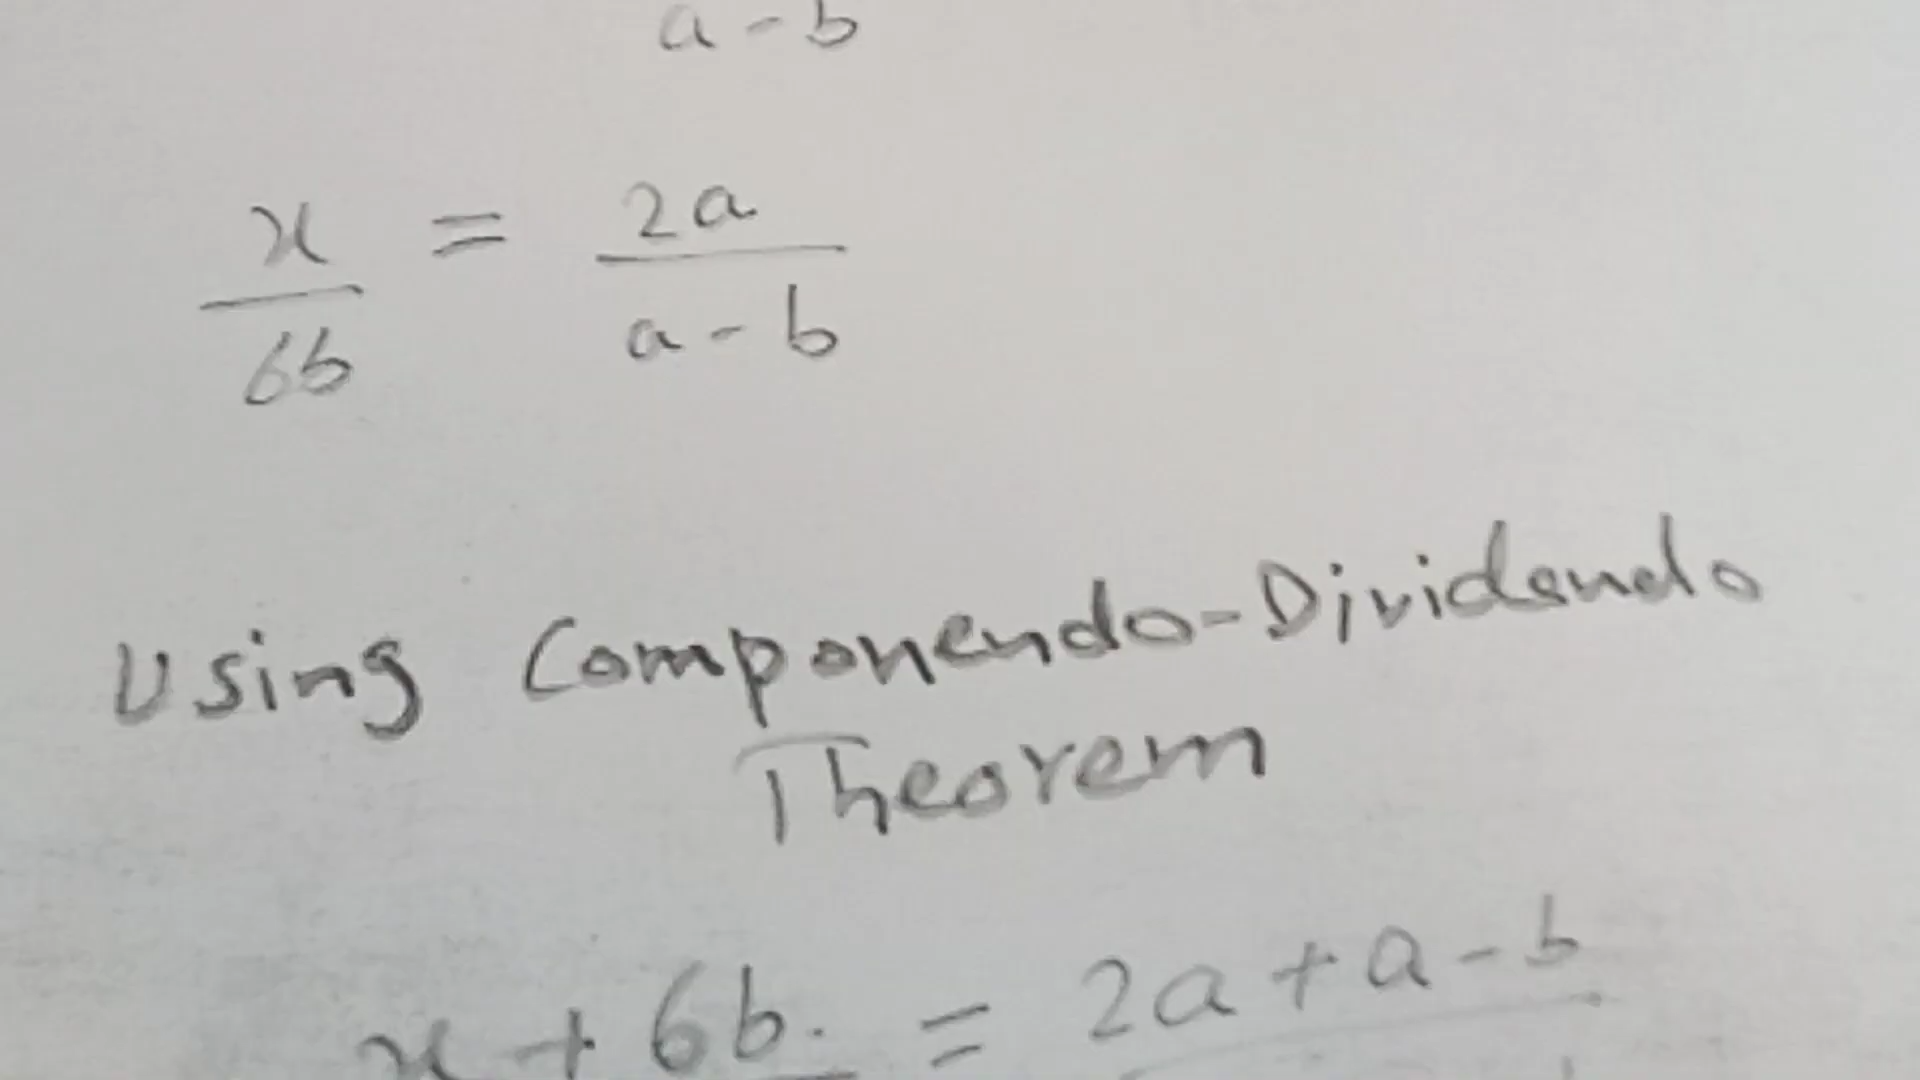 a - b
x = 2a
6b a - b
Using Componendo-Dividendo
Theorem
x + 6b. = 2a + a - b